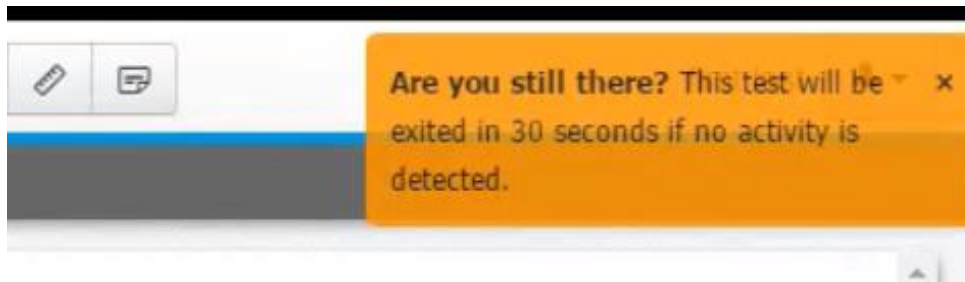 Are you still there? This test will be
exited in 30 seconds if no activity is
detected.